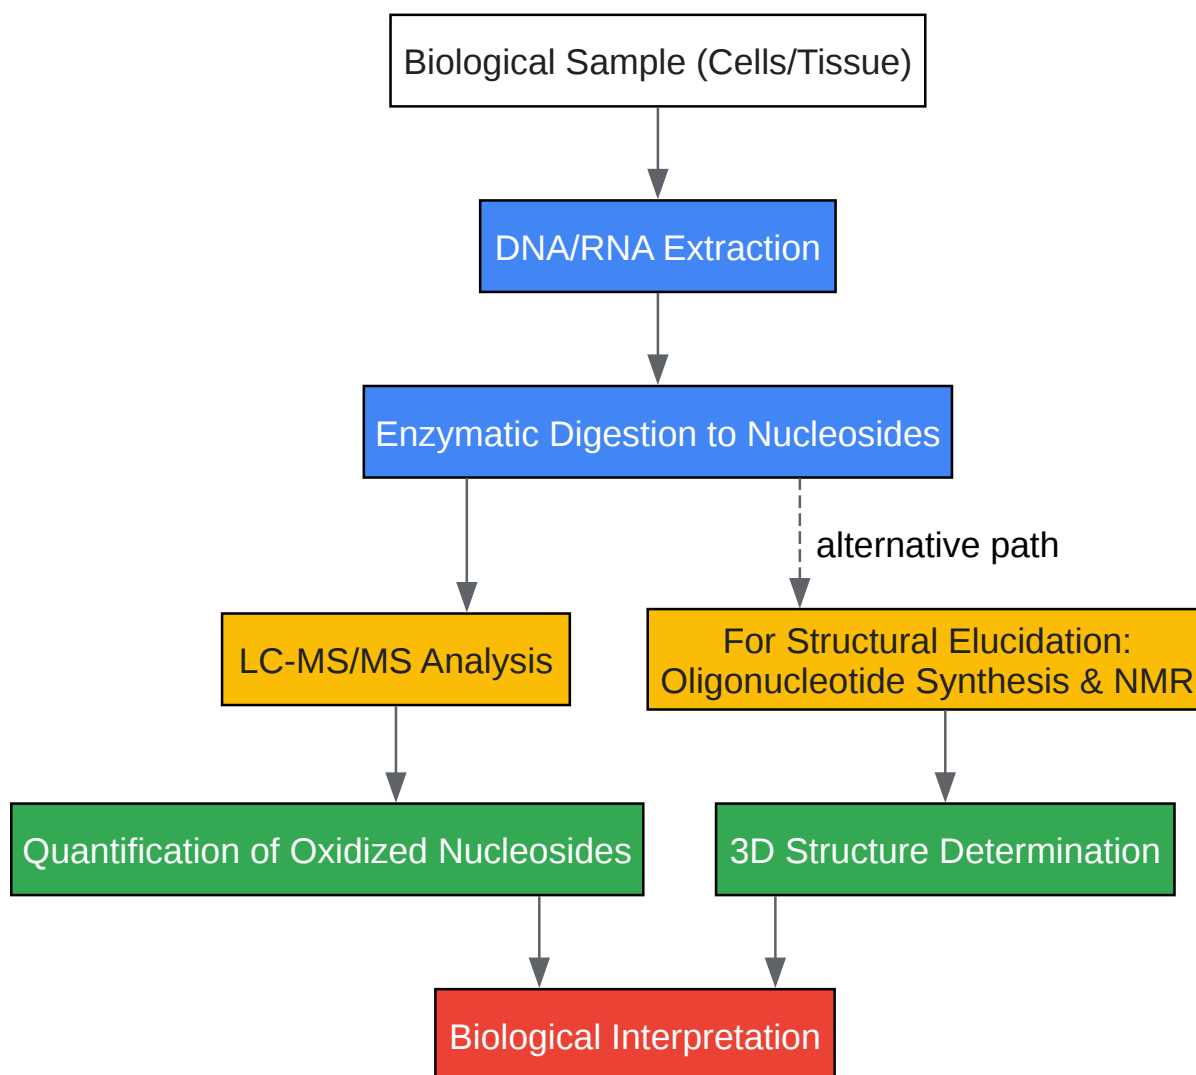 Biological Sample (Cells/Tissue)
DNA/RNA Extraction
Enzymatic Digestion to Nucleosides
alternative path
LC-MS/MS Analysis
For Structural Elucidation:
Oligonucleotide Synthesis & NMR
Quantification of Oxidized Nucleosides
3D Structure Determination
Biological Interpretation